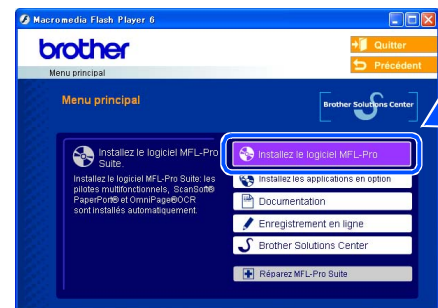 Macromedia Flash Player 6
brother
Quitter
Précédent
Menu principal
Menu principal
Brother Solutions Center
Installez le logiciel MFL-Pro
Suite.
Installez le logiciel MFL-Pro Suite: les
pilotes multifonctionnels, ScanSoft®
PaperPort® et OmniPage®OCR
sont installés automatiquement.
Installez le logiciel MFL-Pro
Installez les applications en option
Documentation
Enregistrement en ligne
Brother Solutions Center
Réparez MFL-Pro Suite